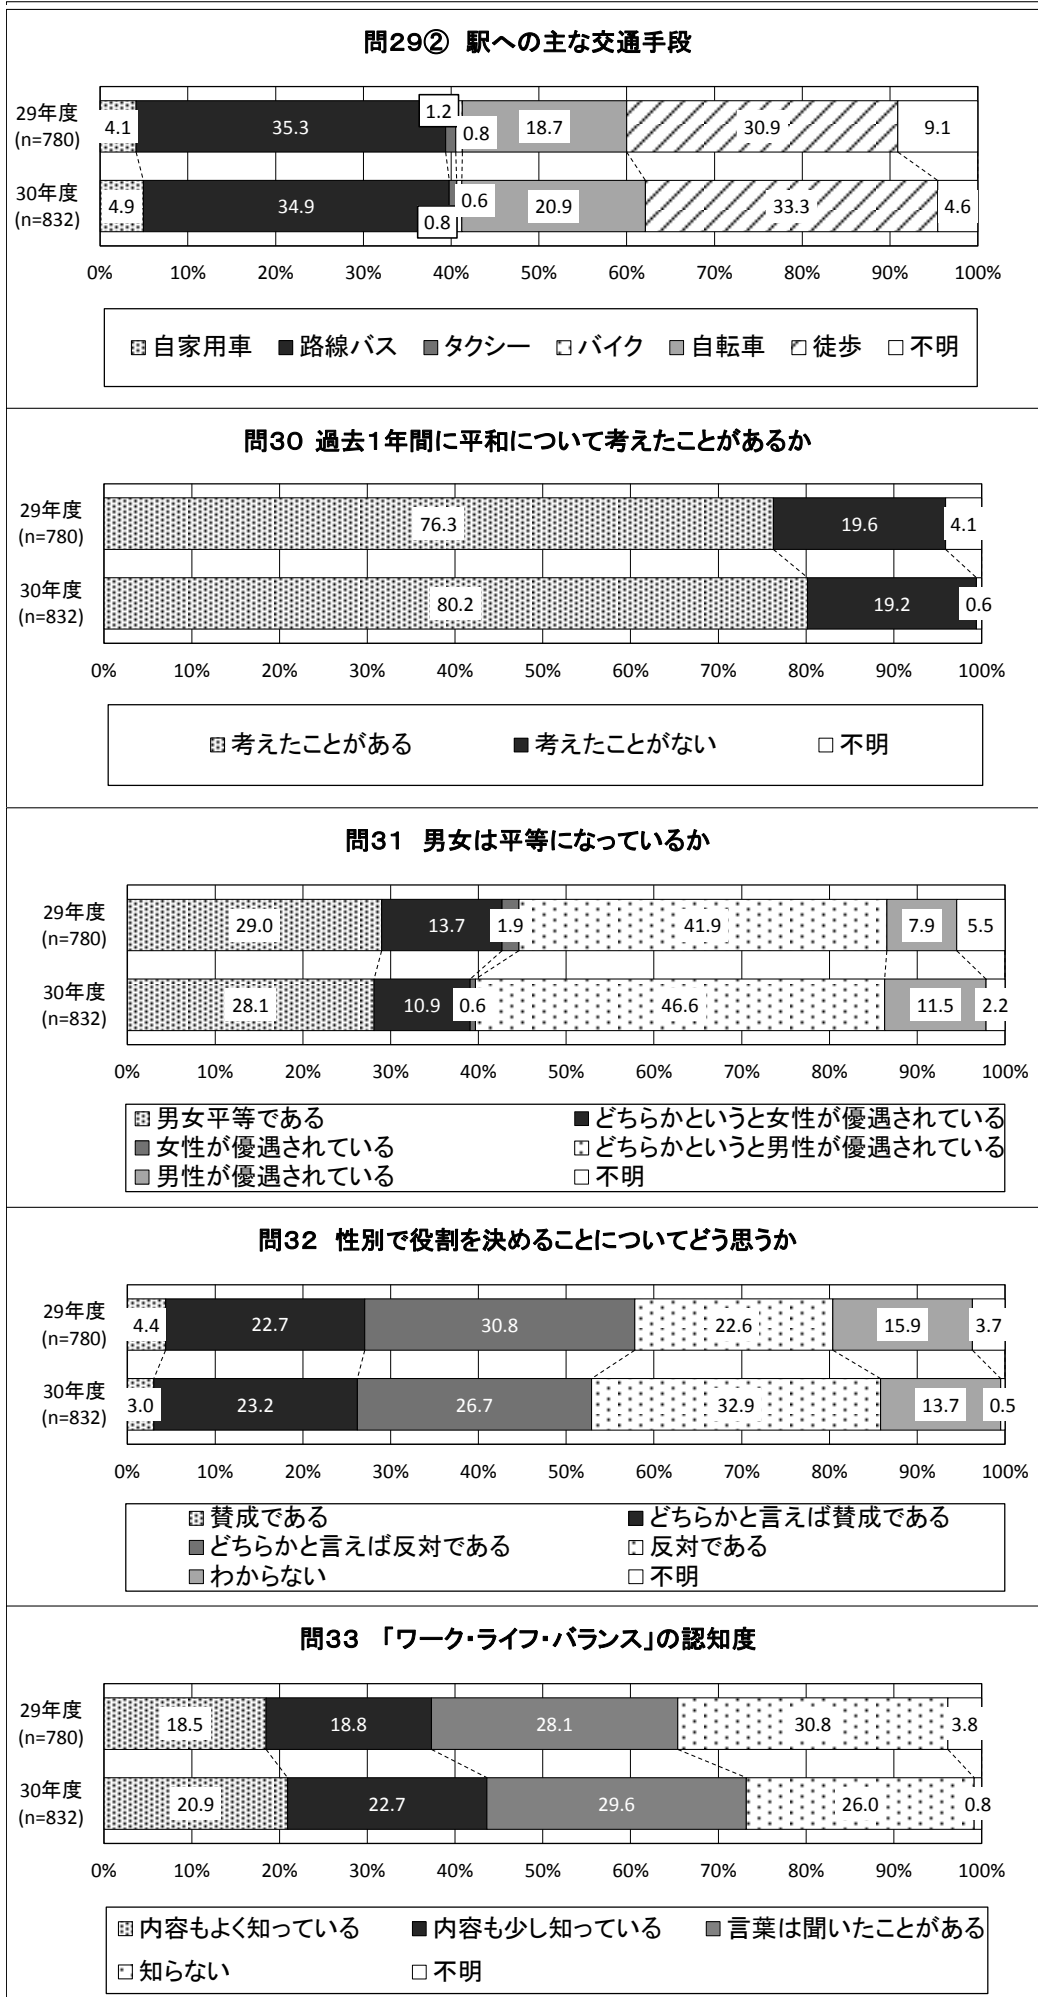 問29② 駅への主な交通手段
29年度
(n=780)
4.1 35.3 1.2 0.8 18.7 30.9 9.1
30年度
(n=832)
4.9 34.9 0.8 0.6 20.9 33.3 4.6
0% 10% 20% 30% 40% 50% 60% 70% 80% 90% 100%
自家用車 路線バス タクシー バイク 自転車 徒歩 不明
問30 過去1年間に平和について考えたことがあるか
29年度
(n=780)
76.3 19.6 4.1
30年度
(n=832)
80.2 19.2 0.6
0% 10% 20% 30% 40% 50% 60% 70% 80% 90% 100%
考えたことがある 考えたことがない 不明
問31 男女は平等になっているか
29年度
(n=780)
29.0 13.7 1.9 41.9 7.9 5.5
30年度
(n=832)
28.1 10.9 0.6 46.6 11.5 2.2
0% 10% 20% 30% 40% 50% 60% 70% 80% 90% 100%
男女平等である どちらかというと女性が優遇されている
女性が優遇されている どちらかというと男性が優遇されている
男性が優遇されている 不明
問32 性別で役割を決めることについてどう思うか
29年度
(n=780)
4.4 22.7 30.8 22.6 15.9 3.7
30年度
(n=832)
3.0 23.2 26.7 32.9 13.7 0.5
0% 10% 20% 30% 40% 50% 60% 70% 80% 90% 100%
賛成である どちらかと言えば賛成である
どちらかと言えば反対である 反対である
わからない 不明
問33 「ワーク・ライフ・バランス」の認知度
29年度
(n=780)
18.5 18.8 28.1 30.8 3.8
30年度
(n=832)
20.9 22.7 29.6 26.0 0.8
0% 10% 20% 30% 40% 50% 60% 70% 80% 90% 100%
内容もよく知っている 内容も少し知っている 言葉は聞いたことがある
知らない 不明